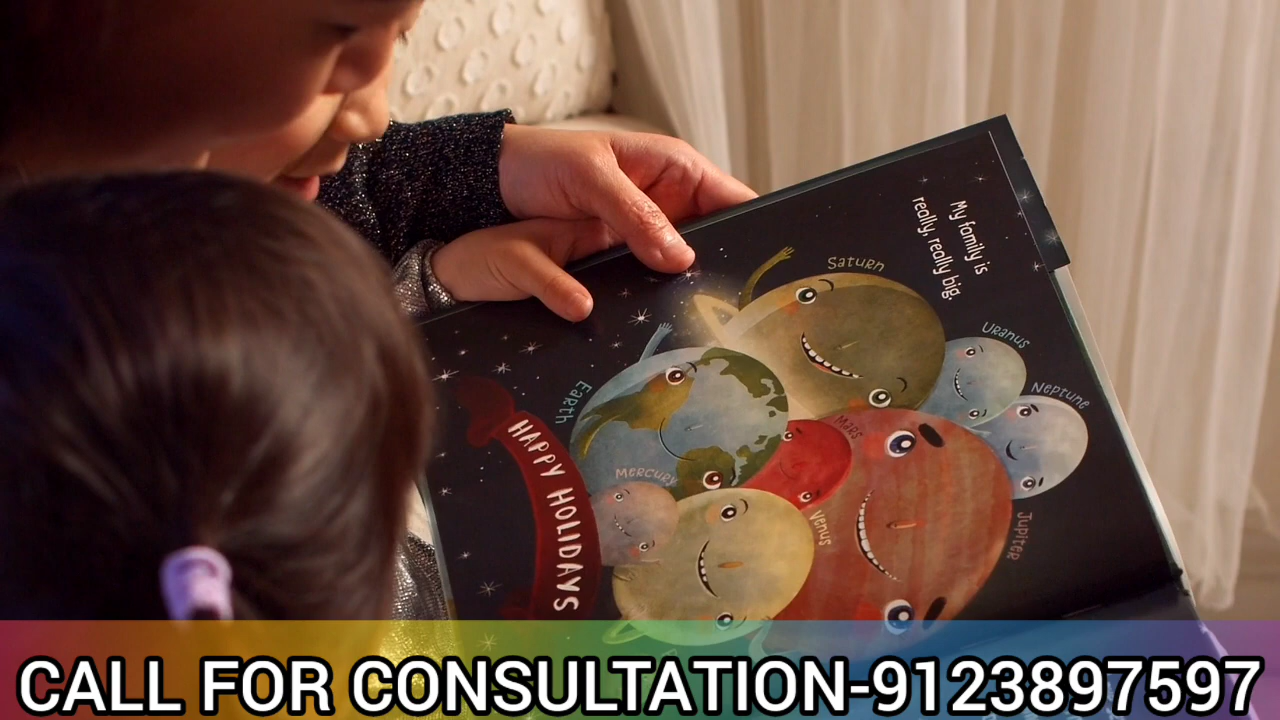 My family is
really, really big.
Saturn
Uranus
Neptune
Earth
Mars
Mercury
Venus
Jupiter
HAPPY HOLIDAYS
CALL FOR CONSULTATION-9123897597